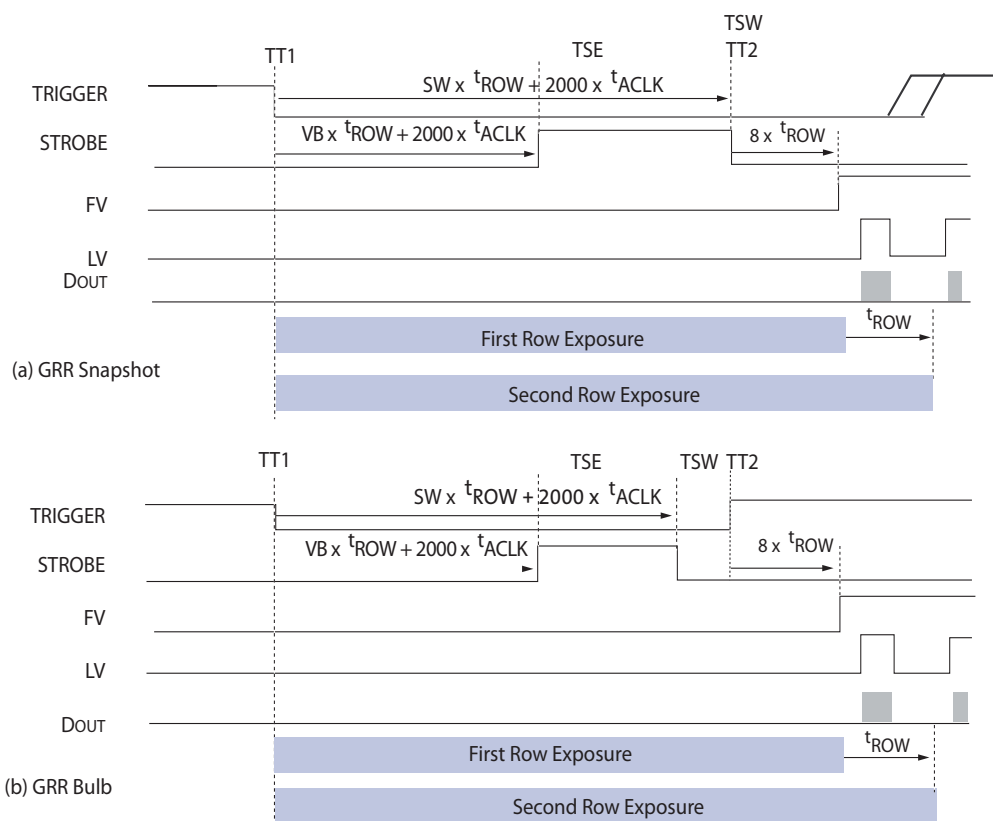 TSW
TT1 TSE TT2
TRIGGER SW x tROW + 2000 x tACLK
STROBE VB x tROW + 2000 x tACLK 8 x tROW
FV
LV
DOUT
First Row Exposure tROW
(a) GRR Snapshot
Second Row Exposure
TT1 TSE TSW TT2
SW x tROW + 2000 x tACLK
TRIGGER
VB x tROW + 2000 x tACLK 8 x tROW
STROBE
FV
LV
DOUT
First Row Exposure tROW
(b) GRR Bulb
Second Row Exposure